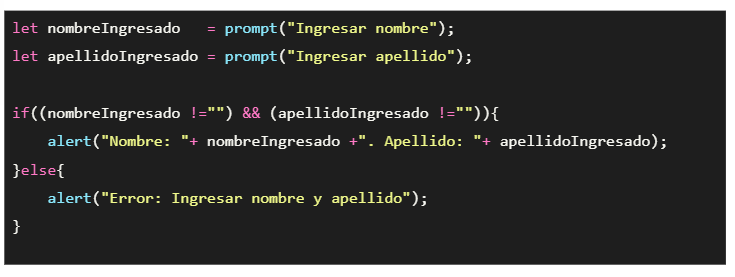 let nombreIngresado   = prompt("Ingresar nombre");
let apellidoIngresado = prompt("Ingresar apellido");
if((nombreIngresado !="") && (apellidoIngresado !="")){
    alert("Nombre: "+ nombreIngresado +". Apellido: "+ apellidoIngresado);
}else{
    alert("Error: Ingresar nombre y apellido");
}